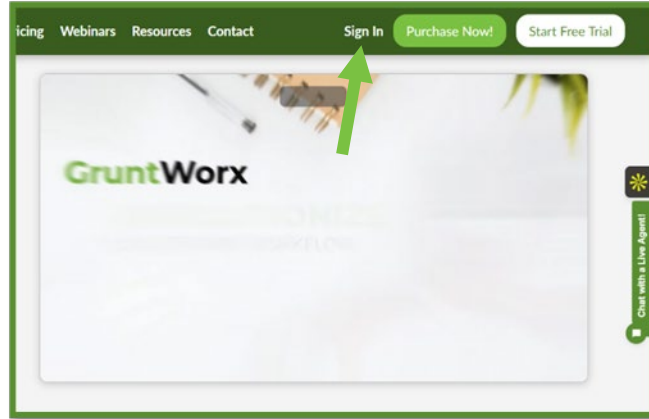 icing Webinars Resources Contact Sign In Purchase Now! Start Free Trial
GruntWorx
Chat with a Live Agent!